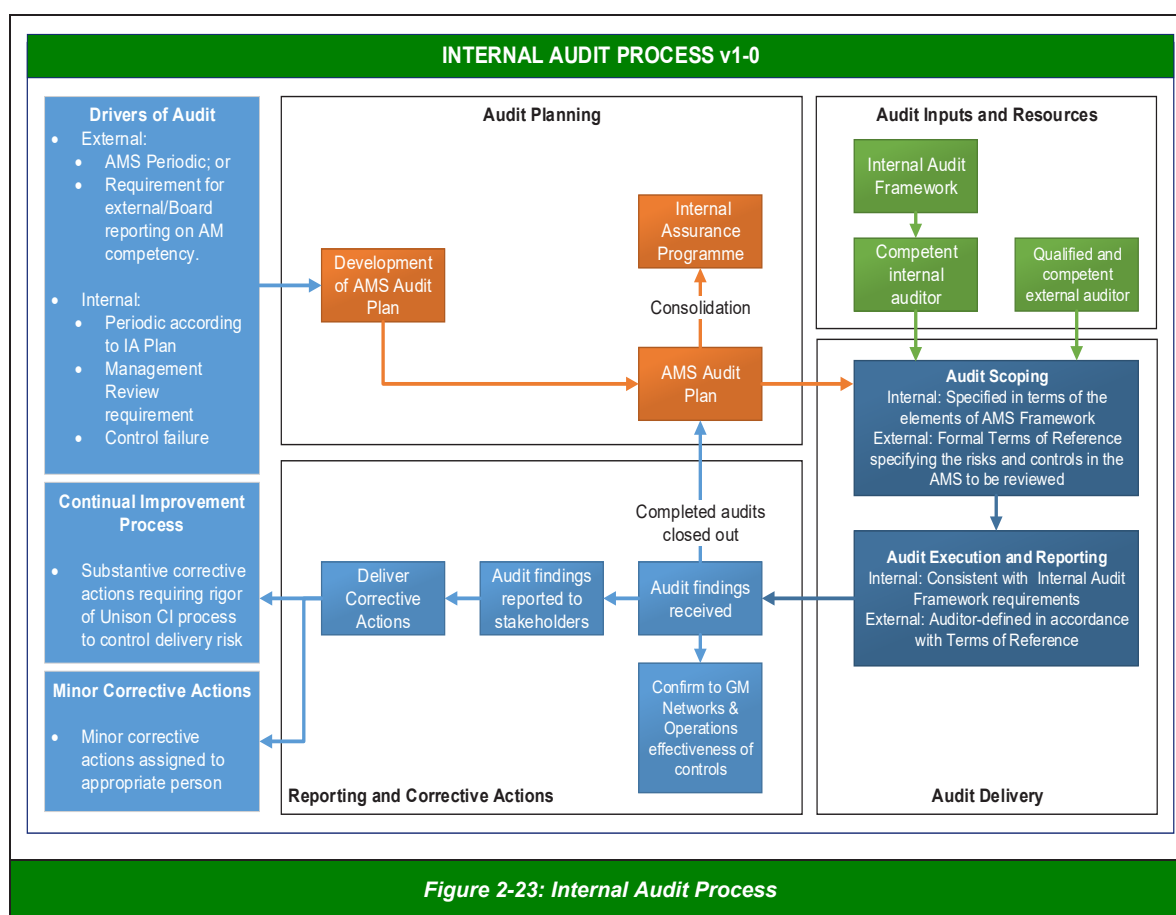 INTERNAL AUDIT PROCESS v1-0
Drivers of Audit
• External:
• AMS Periodic; or
• Requirement for
external/Board
reporting on AM
competency.
• Internal:
• Periodic according
to IA Plan
• Management
Review
requirement
• Control failure
Continual Improvement
Process
• Substantive corrective
actions requiring rigor
of Unison CI process
to control delivery risk
Minor Corrective Actions
• Minor corrective
actions assigned to
appropriate person
Audit Planning
Development
of AMS Audit
Plan
Internal
Assurance
Programme
Consolidation
AMS Audit
Plan
Audit Inputs and Resources
Internal Audit
Framework
Competent
internal
auditor
Qualified and
competent
external auditor
Audit Scoping
Internal: Specified in terms of the
elements of AMS Framework
External: Formal Terms of Reference
specifying the risks and controls in the
AMS to be reviewed
Audit Execution and Reporting
Internal: Consistent with Internal Audit
Framework requirements
External: Auditor-defined in accordance
with Terms of Reference
Audit Delivery
Completed audits
closed out
Deliver
Corrective
Actions
Audit findings
reported to
stakeholders
Audit findings
received
Confirm to GM
Networks &
Operations
effectiveness of
controls
Reporting and Corrective Actions
Figure 2-23: Internal Audit Process